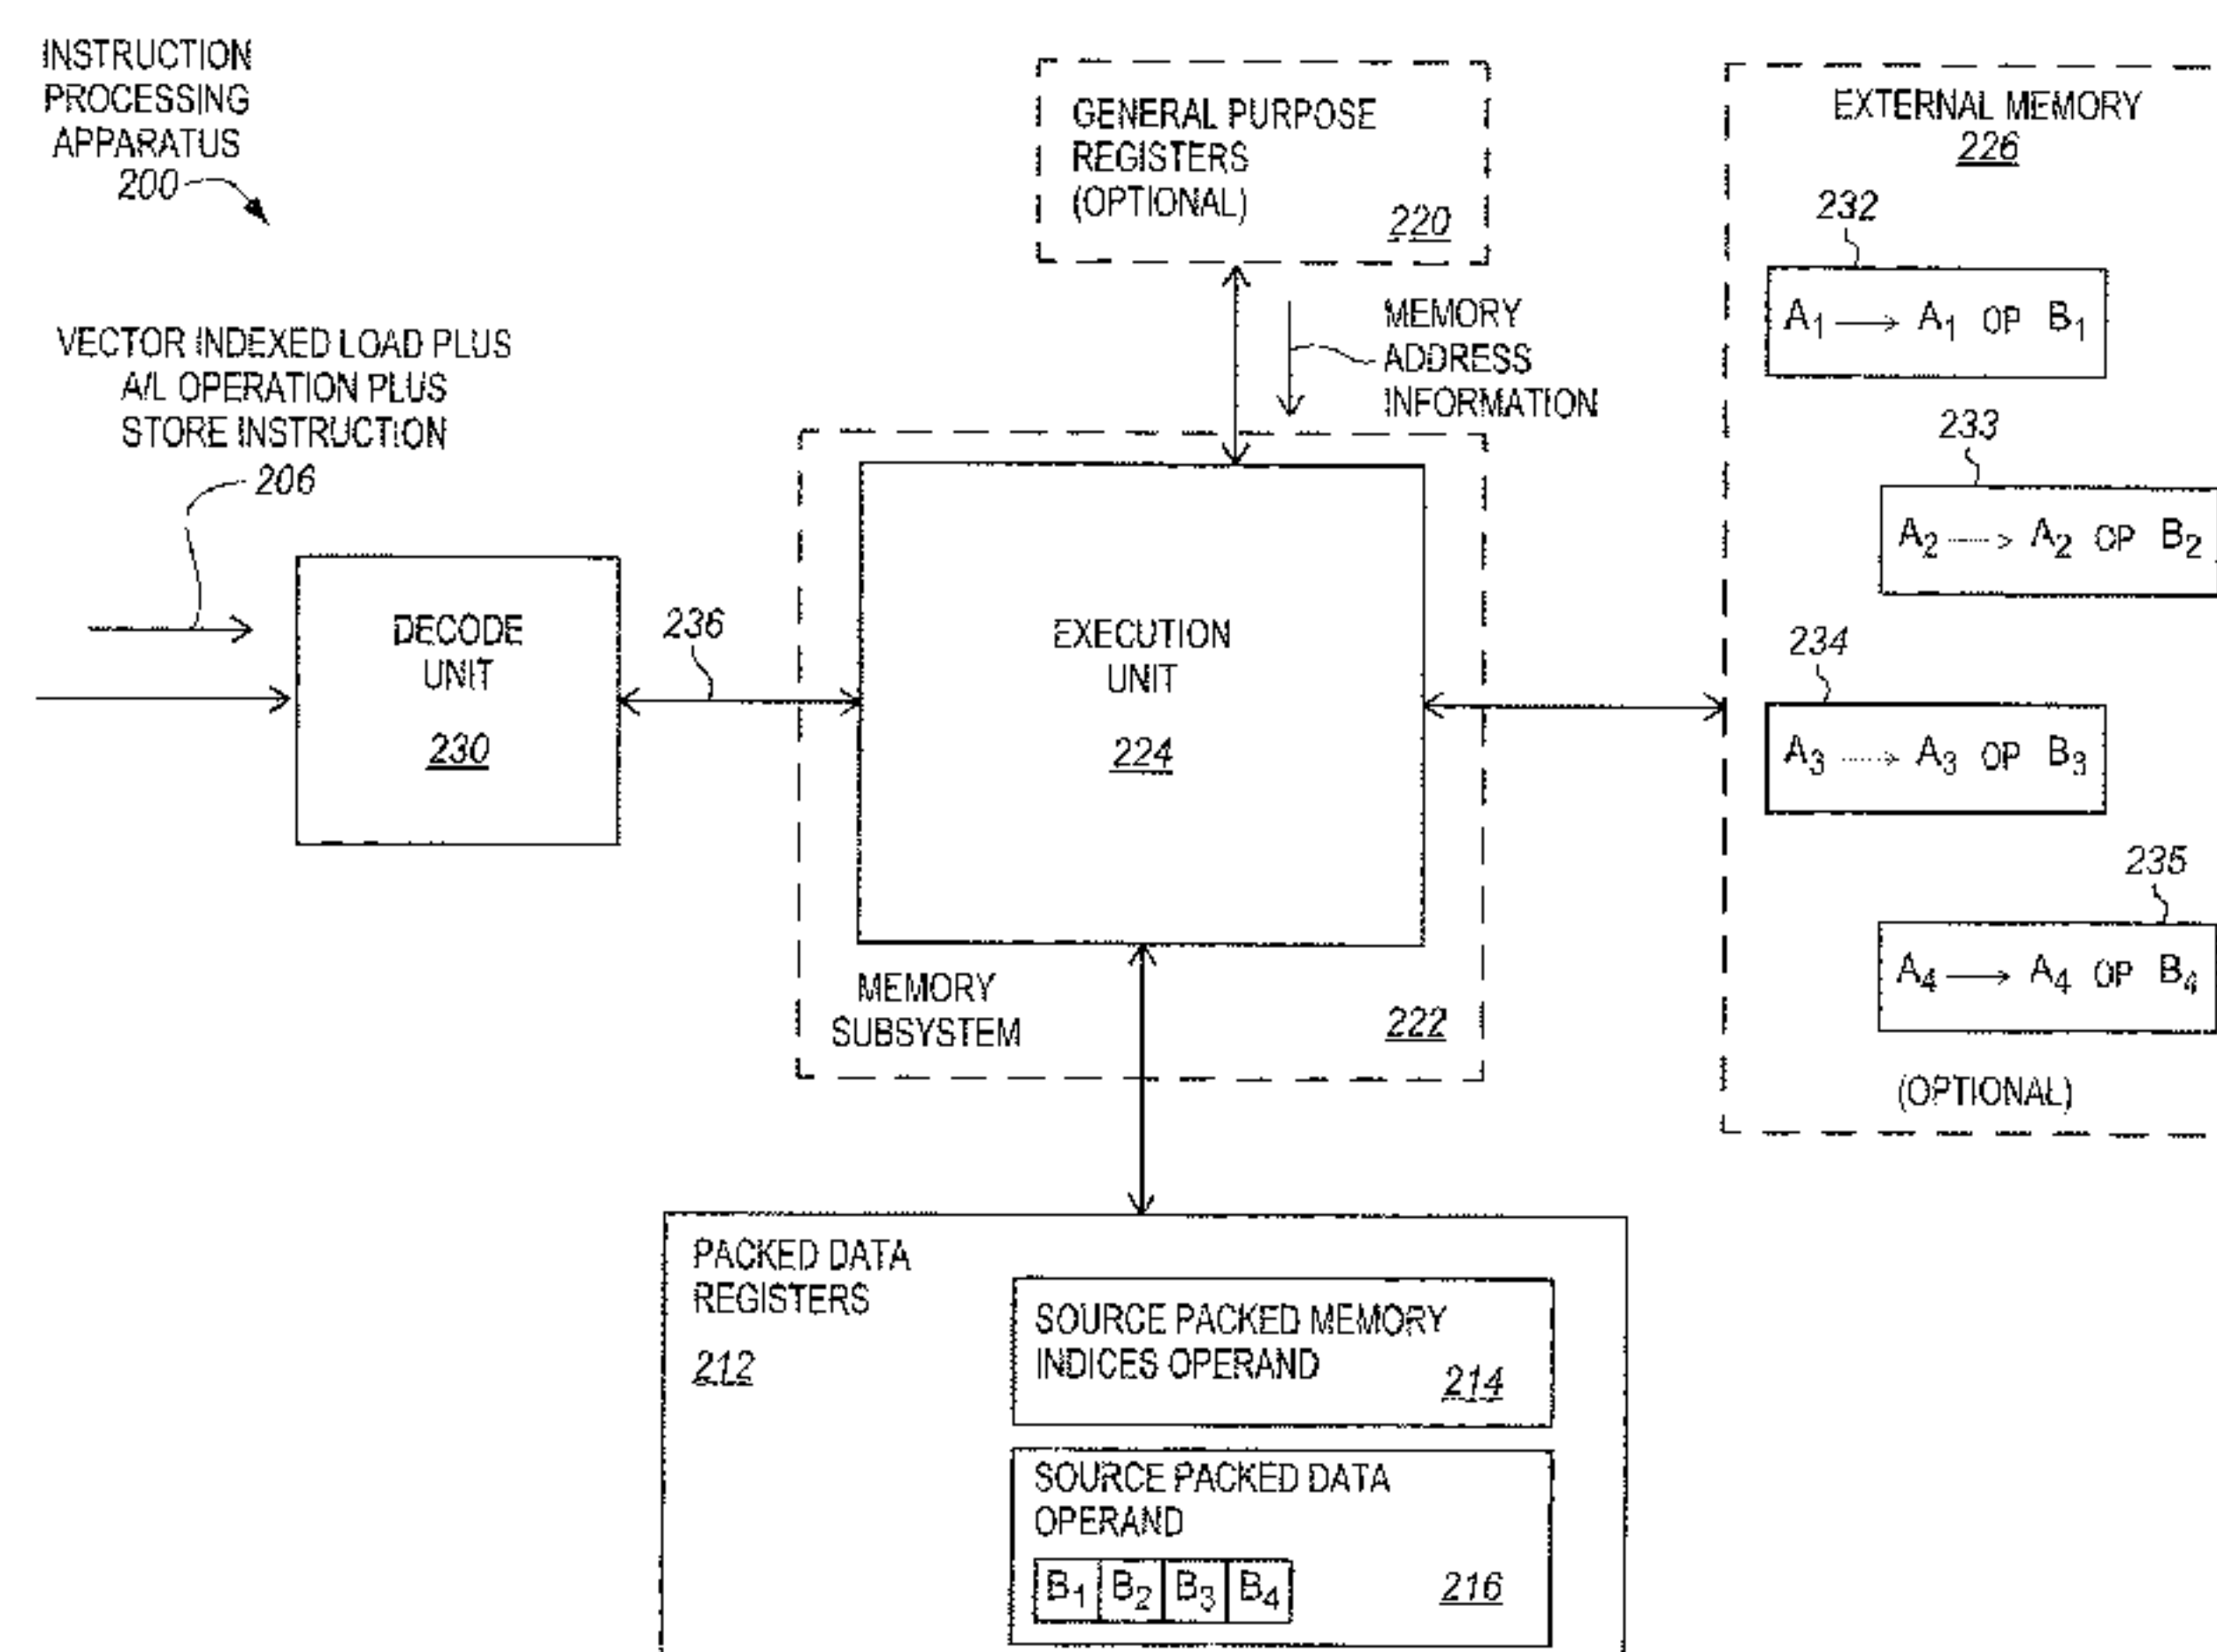 INSTRUCTION
PROCESSING
APPARATUS
200
VECTOR INDEXED LOAD PLUS
A/L OPERATION PLUS
STORE INSTRUCTION
206
DECODE
UNIT
230
236
GENERAL PURPOSE
REGISTERS
(OPTIONAL)
220
MEMORY
ADDRESS
INFORMATION
EXECUTION
UNIT
224
MEMORY
SUBSYSTEM
222
EXTERNAL MEMORY
226
232
A₁ → A₁ OP B₁
233
A₂ → A₂ OP B₂
234
A₃ → A₃ OP B₃
235
A₄ → A₄ OP B₄
(OPTIONAL)
PACKED DATA
REGISTERS
212
SOURCE PACKED MEMORY
INDICES OPERAND
214
SOURCE PACKED DATA
OPERAND
B₁ B₂ B₃ B₄
216